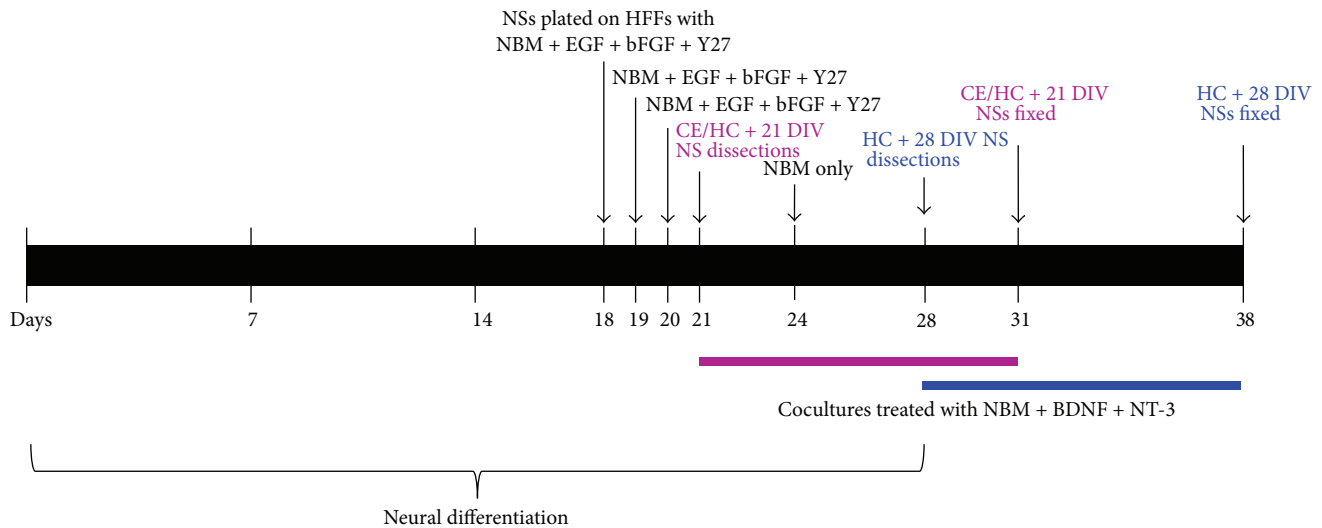 NSs plated on HFFs with
NBM + EGF + bFGF + Y27
NBM + EGF + bFGF + Y27
NBM + EGF + bFGF + Y27
CE/HC + 21 DIV
NS dissections
NBM only
HC + 28 DIV NS
dissections
CE/HC + 21 DIV
NSs fixed
HC + 28 DIV
NSs fixed
Days 7 14 18 19 20 21 24 28 31 38
Cocultures treated with NBM + BDNF + NT-3
Neural differentiation